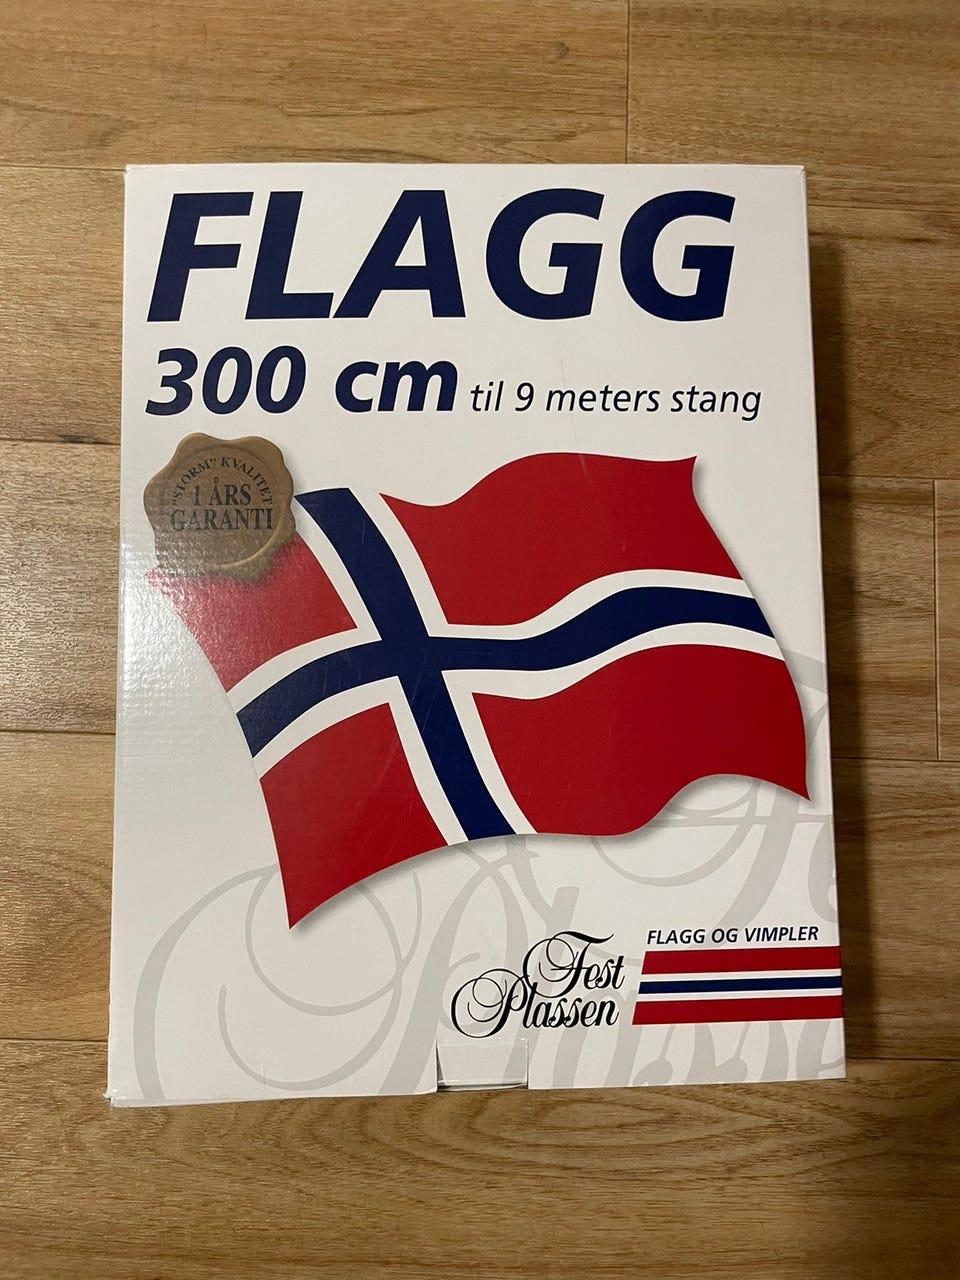 FLAGG
300 cm til 9 meters stang
"STORM" KVALITET
1 ÅRS
GARANTI
FLAGG OG VIMPLER
Fest
Plassen